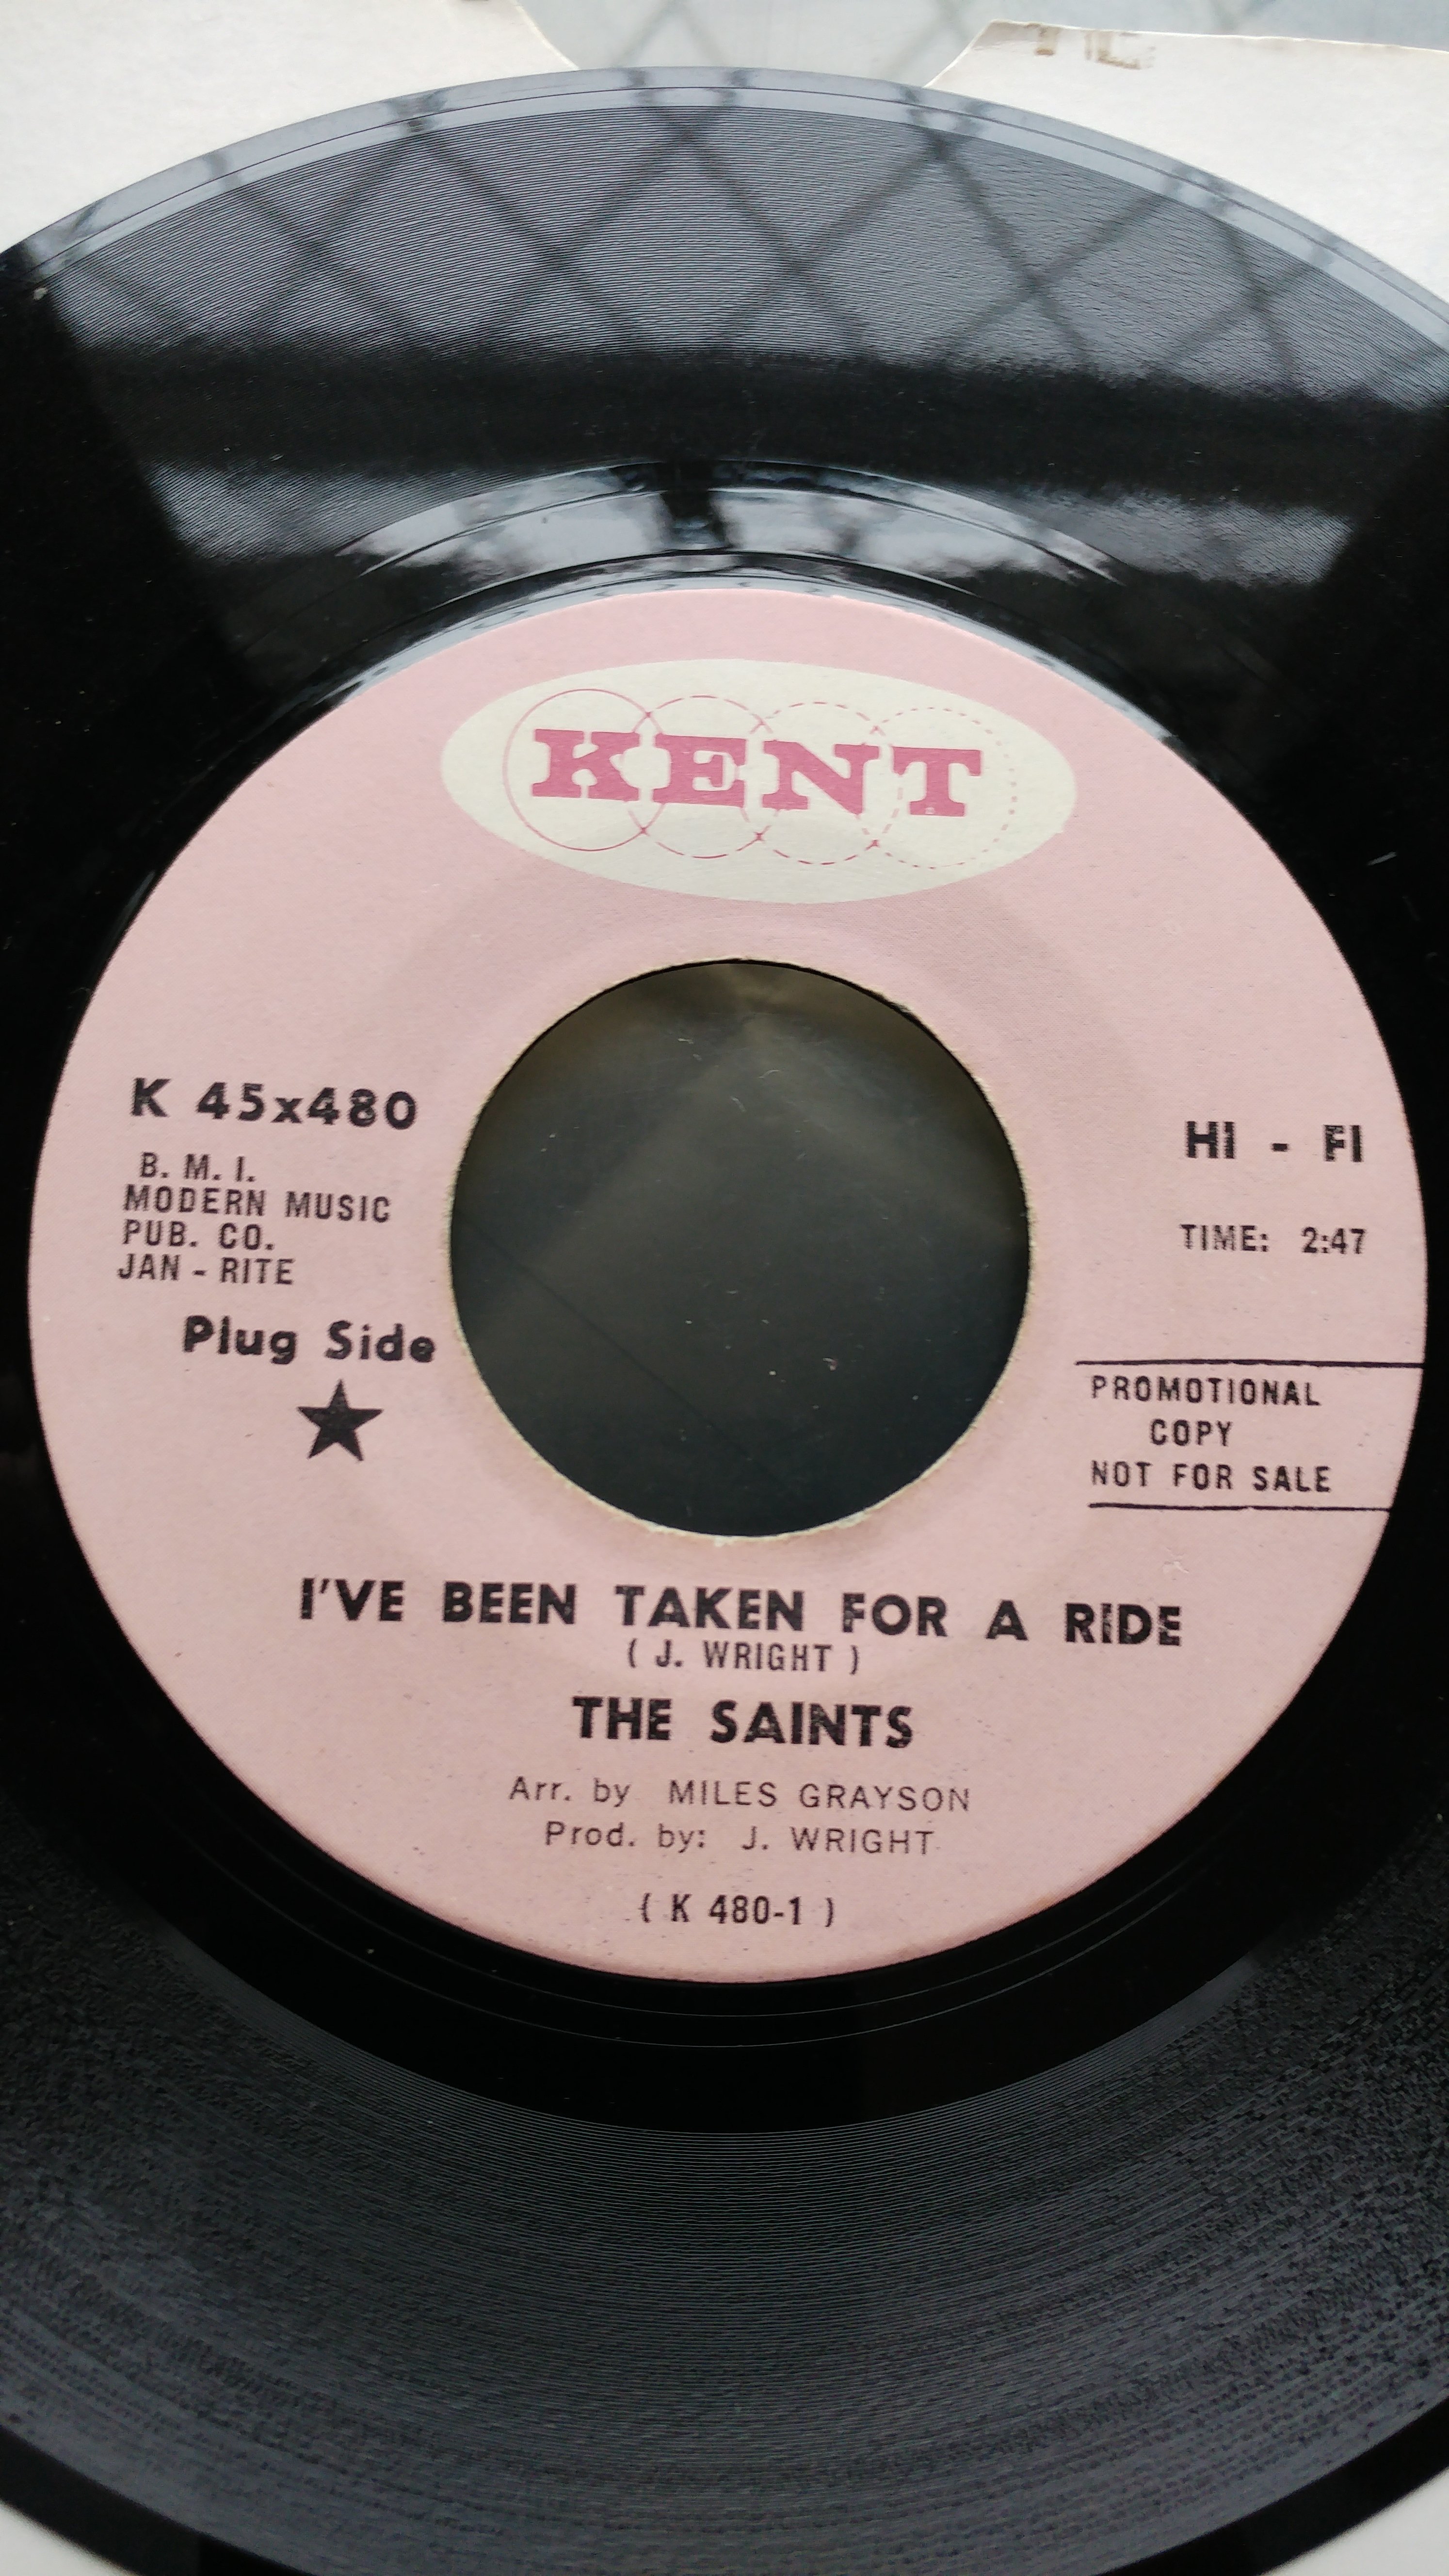 KENT
K 45x480
B. M. I.
MODERN MUSIC
PUB. CO.
JAN - RITE
Plug Side
HI - FI
TIME: 2:47
PROMOTIONAL
COPY
NOT FOR SALE
I'VE BEEN TAKEN FOR A RIDE
( J. WRIGHT )
THE SAINTS
Arr. by MILES GRAYSON
Prod. by: J. WRIGHT
( K 480-1 )